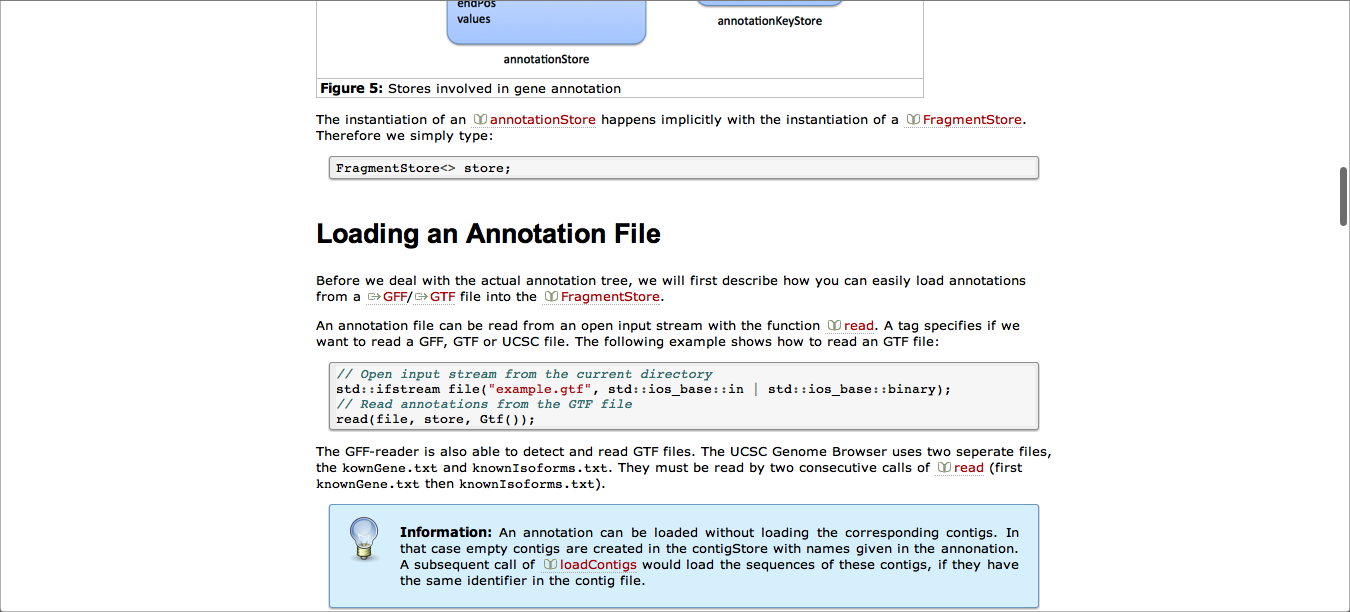 endPos
values
annotationKeyStore
annotationStore
Figure 5: Stores involved in gene annotation
The instantiation of an annotationStore happens implicitly with the instantiation of a FragmentStore.
Therefore we simply type:
FragmentStore<> store;
Loading an Annotation File
Before we deal with the actual annotation tree, we will first describe how you can easily load annotations
from a GFF/GTF file into the FragmentStore.
An annotation file can be read from an open input stream with the function read. A tag specifies if we
want to read a GFF, GTF or UCSC file. The following example shows how to read an GTF file:
// Open input stream from the current directory
std::ifstream file("example.gtf", std::ios_base::in | std::ios_base::binary);
// Read annotations from the GTF file
read(file, store, Gtf());
The GFF-reader is also able to detect and read GTF files. The UCSC Genome Browser uses two seperate files,
the kownGene.txt and knownIsoforms.txt. They must be read by two consecutive calls of read (first
knownGene.txt then knownIsoforms.txt).
Information: An annotation can be loaded without loading the corresponding contigs. In
that case empty contigs are created in the contigStore with names given in the annonation.
A subsequent call of loadContigs would load the sequences of these contigs, if they have
the same identifier in the contig file.